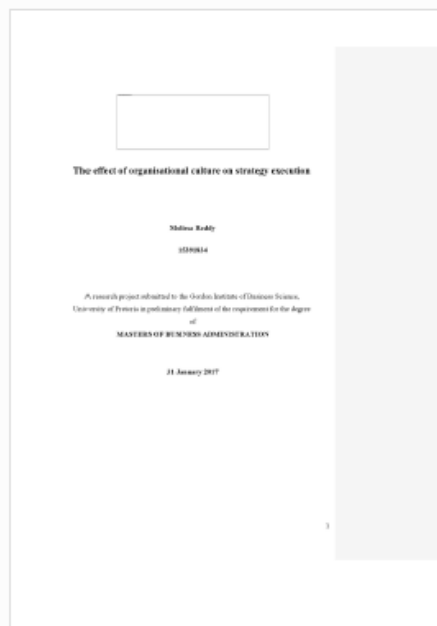 The effect of organisational culture on strategy execution
Melissa Reddy
A research project submitted to the Gordon Institute of Business Science,
University of Pretoria in preliminary fulfilment of the requirement for the degree
of
MASTERS OF BUSINESS ADMINISTRATION
31 January 2017